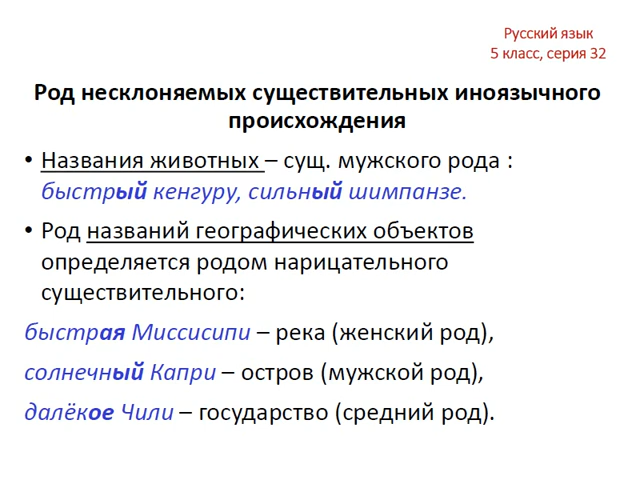 Русский язык
5 класс, серия 32
Род несклоняемых существительных иноязычного
происхождения
• Названия животных – сущ. мужского рода :
быстрый кенгуру, сильный шимпанзе.
• Род названий географических объектов
определяется родом нарицательного
существительного:
быстрая Миссисипи – река (женский род),
солнечный Капри – остров (мужской род),
далёкое Чили – государство (средний род).